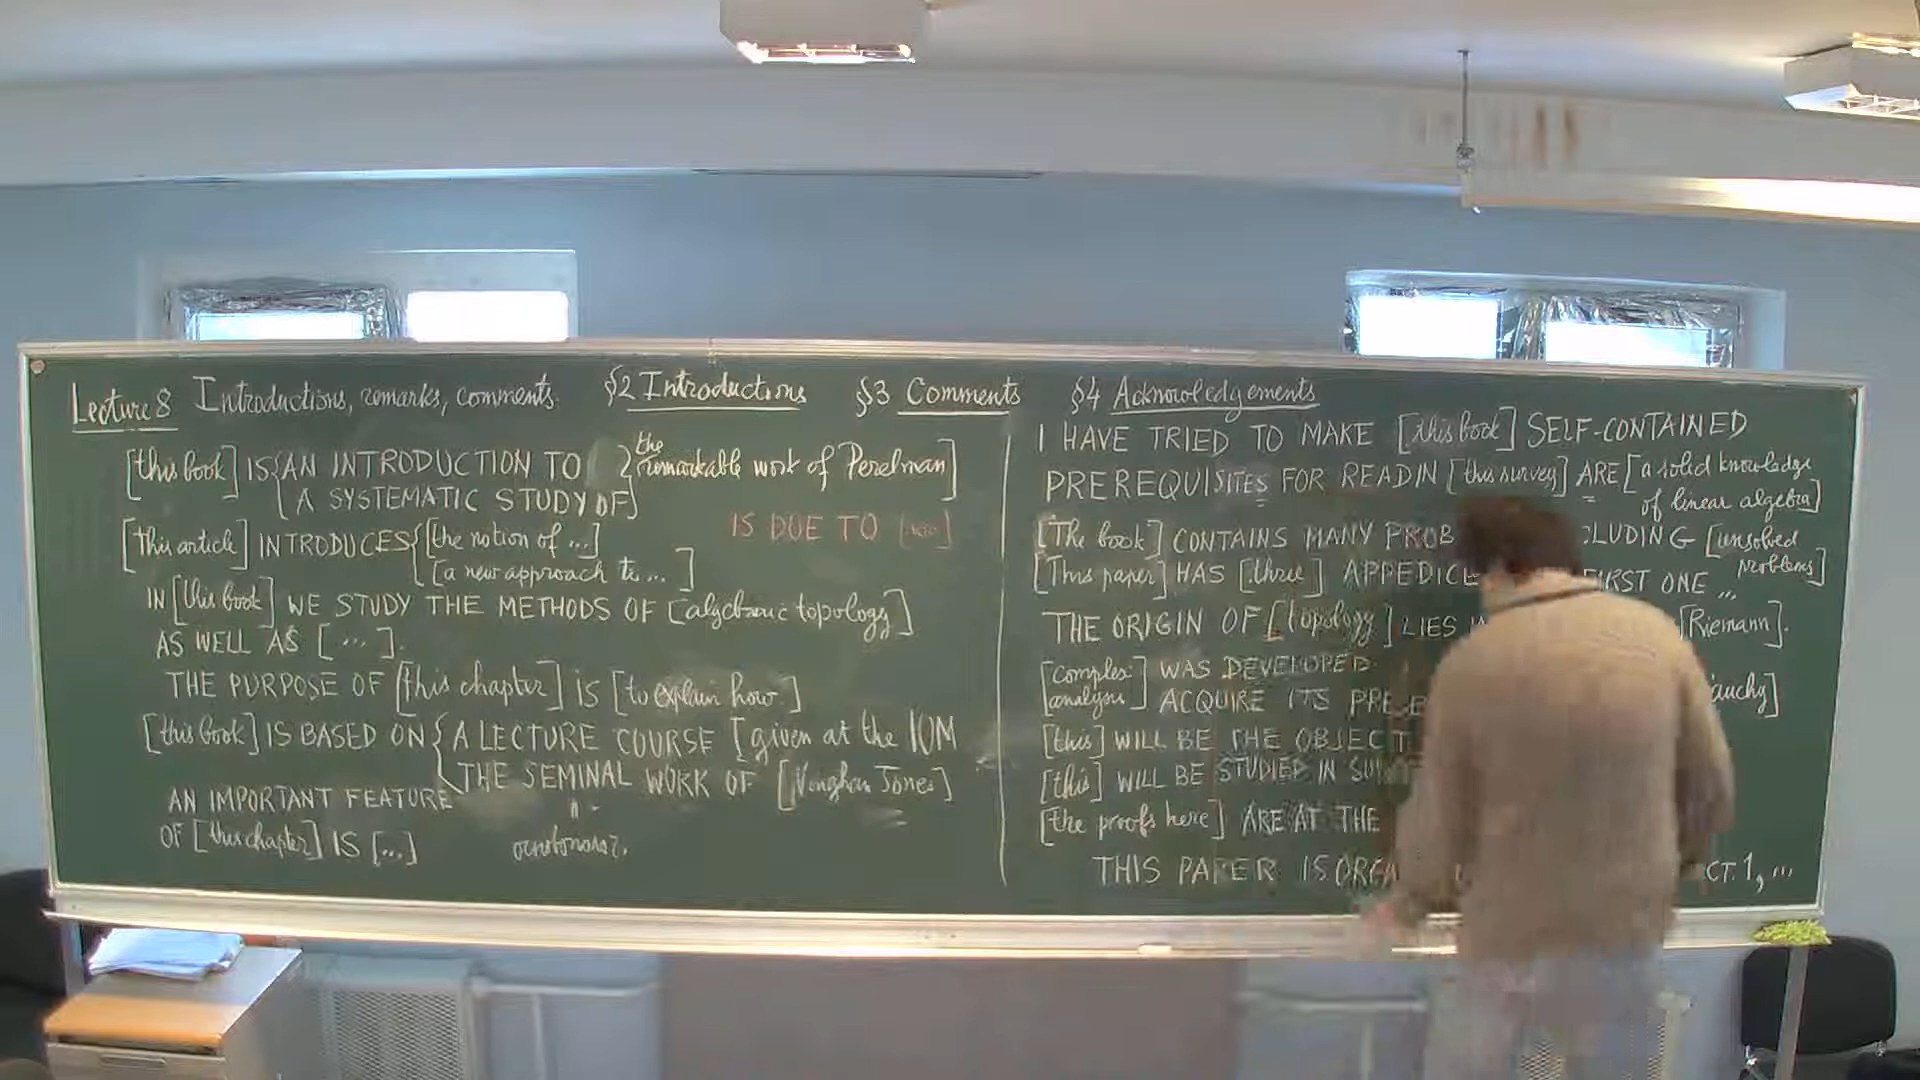 Lecture 8 Introductions, remarks, comments. §2 Introductions §3 Comments §4 Acknowledgements
[this book] IS { AN INTRODUCTION TO
A SYSTEMATIC STUDY OF } the remarkable work of Perelman]
IS DUE TO
[This article] INTRODUCES { [the notion of ...]
[a new approach to ... ]
IN [this book] WE STUDY THE METHODS OF [algebraic topology]
AS WELL AS [ ... ].
THE PURPOSE OF [this chapter] IS [to explain how ]
[this book] IS BASED ON { A LECTURE COURSE [given at the IUM
THE SEMINAL WORK OF [Vaughan Jones]
AN IMPORTANT FEATURE
OF [this chapter] IS [...]
I HAVE TRIED TO MAKE [this book] SELF-CONTAINED
PREREQUISITES FOR READIN [this survey] ARE [a solid knowledge
of linear algebra]
[The book] CONTAINS MANY PROB CLUDING [unsolved
problems]
[This paper] HAS [three] APPEDICE FIRST ONE ...
THE ORIGIN OF [topology] LIES [Riemann].
[complex
analysis] WAS DEVELOPED
ACQUIRE ITS PRESE auchy]
[this] WILL BE THE OBJECT
[this] WILL BE STUDIED IN
[the proofs here] ARE AT THE
THIS PAPER IS ORGA CT. 1, ...